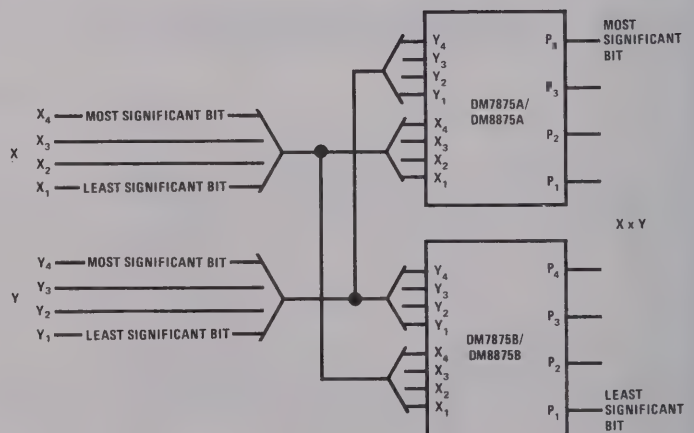 X
X4 MOST SIGNIFICANT BIT
X3
X2
X1 LEAST SIGNIFICANT BIT
Y
Y4 MOST SIGNIFICANT BIT
Y3
Y2
Y1 LEAST SIGNIFICANT BIT
Y4
Y3
Y2
Y1
X4
X3
X2
X1
DM7875A/
DM8875A
P3
P2
P1
MOST
SIGNIFICANT
BIT
X x Y
Y4
Y3
Y2
Y1
X4
X3
X2
X1
DM7875B/
DM8875B
P4
P3
P2
P1
LEAST
SIGNIFICANT
BIT